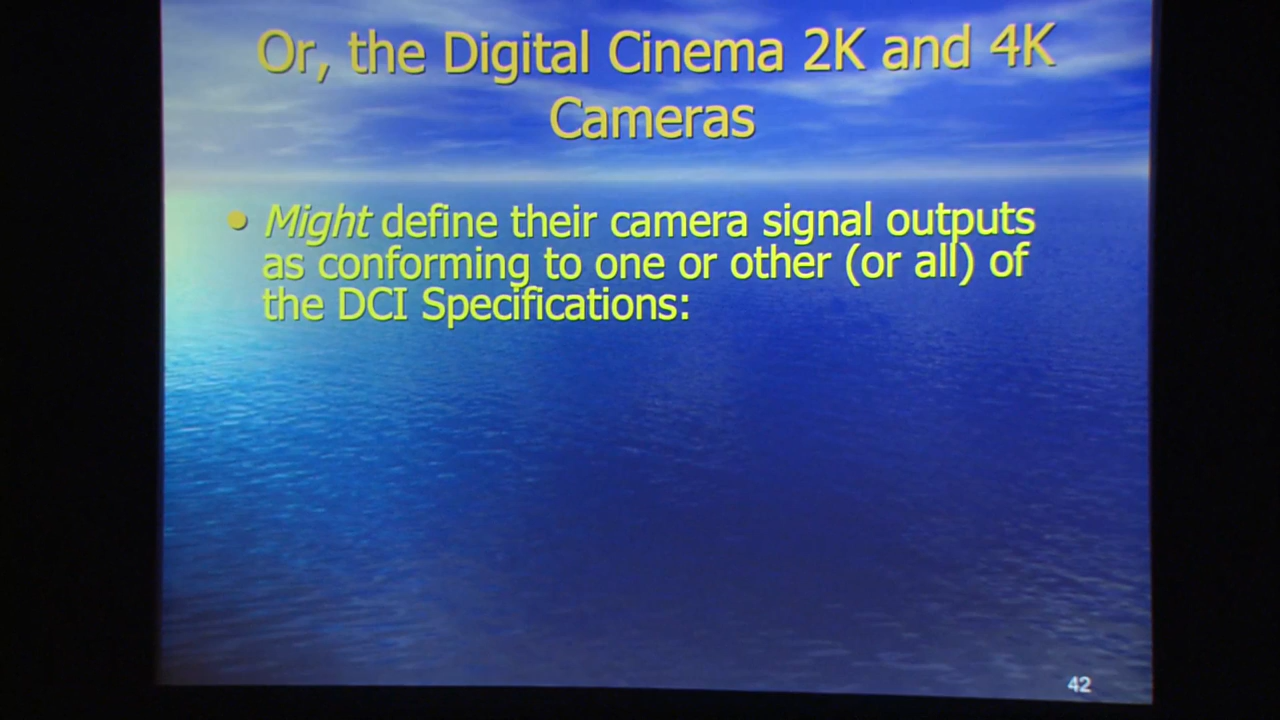 Or, the Digital Cinema 2K and 4K
Cameras
• Might define their camera signal outputs
as conforming to one or other (or all) of
the DCI Specifications:
42